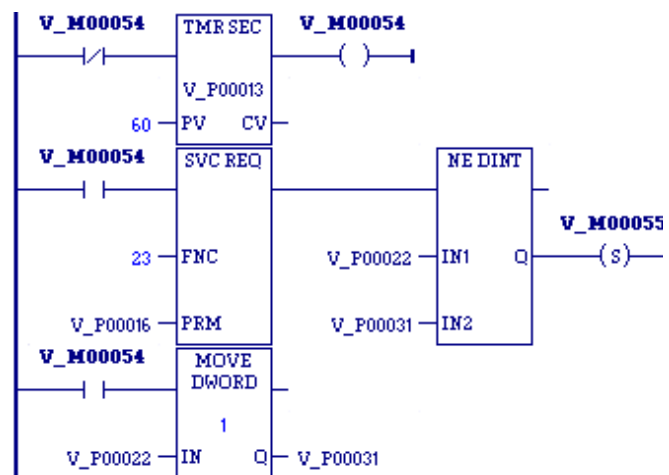 V_M00054 TMR SEC V_M00054
V_P00013
60 PV CV
V_M00054 SVC REQ NE DINT
V_M00055
23 FNC V_P00022 IN1 Q (S)
V_P00016 PRM V_P00031 IN2
V_M00054 MOVE
DWORD
1
V_P00022 IN Q V_P00031